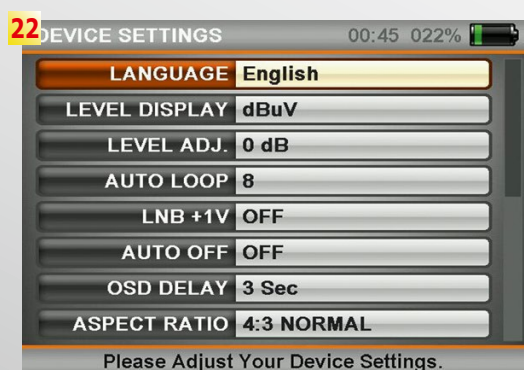 22
DEVICE SETTINGS 00:45 022%
LANGUAGE English
LEVEL DISPLAY dBuV
LEVEL ADJ. 0 dB
AUTO LOOP 8
LNB +1V OFF
AUTO OFF OFF
OSD DELAY 3 Sec
ASPECT RATIO 4:3 NORMAL
Please Adjust Your Device Settings.